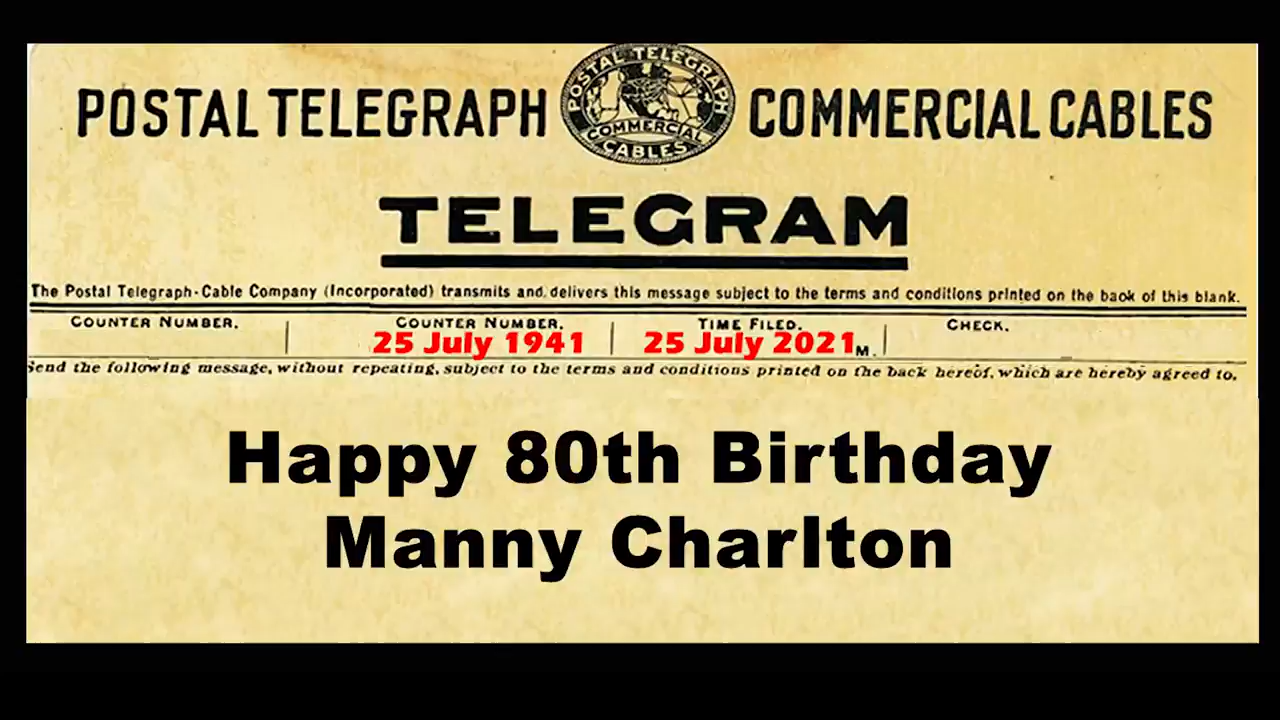 POSTAL TELEGRAPH COMMERCIAL CABLES
POSTAL TELEGRAPH
COMMERCIAL
CABLES
TELEGRAM
The Postal Telegraph-Cable Company (Incorporated) transmits and delivers this message subject to the terms and conditions printed on the back of this blank.
COUNTER NUMBER. COUNTER NUMBER. TIME FILED. CHECK.
25 July 1941 25 July 2021 M.
Send the following message, without repeating, subject to the terms and conditions printed on the back hereof, which are hereby agreed to.
Happy 80th Birthday
Manny Charlton